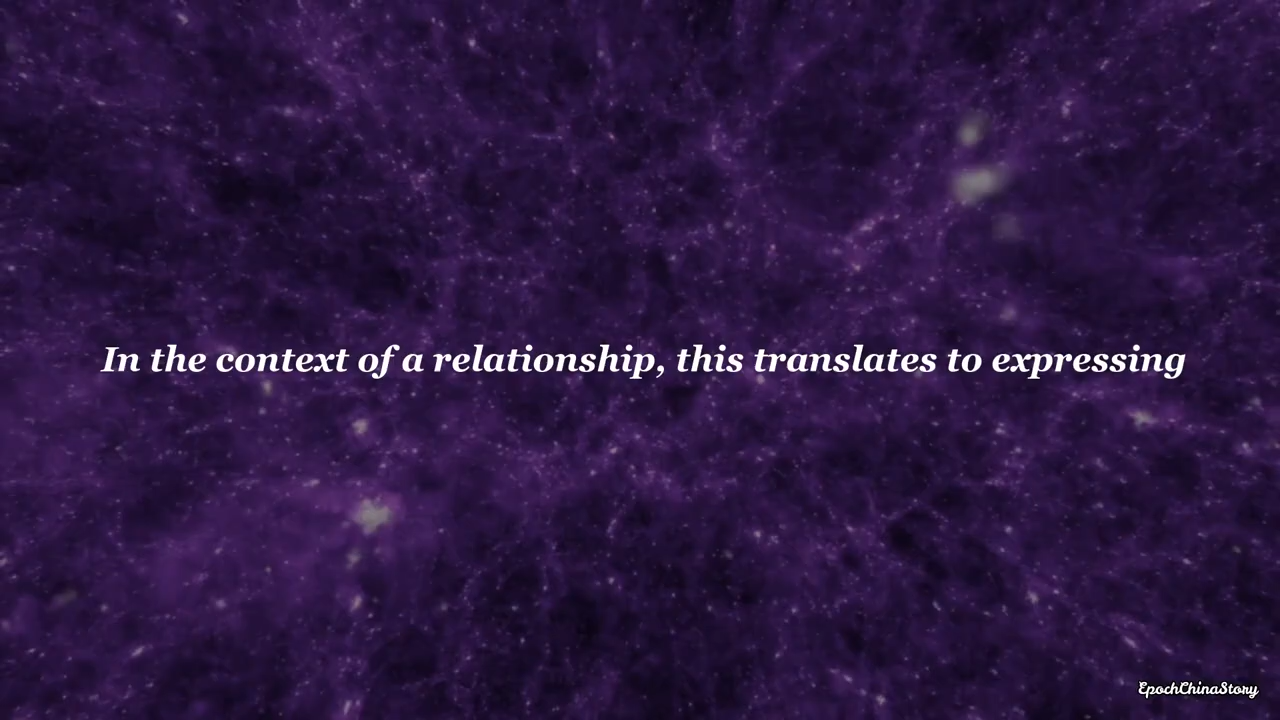 In the context of a relationship, this translates to expressing
EpochChinaStory